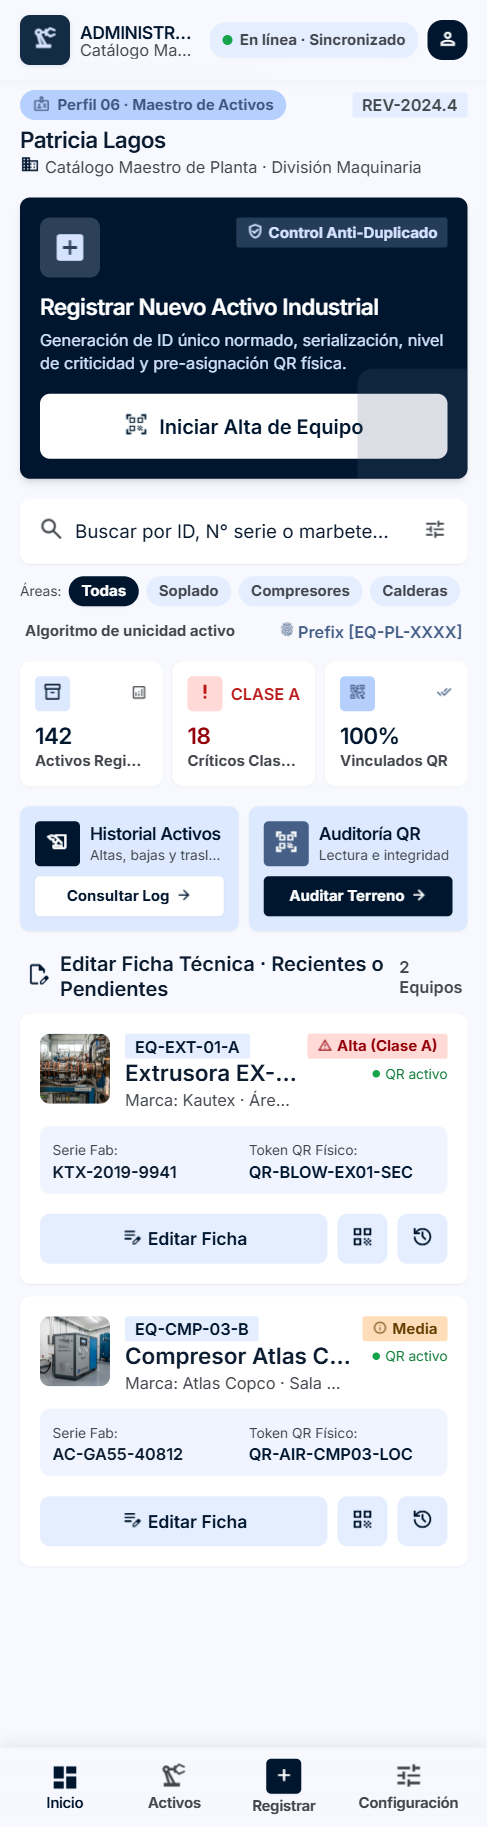 ADMINISTR...
Catálogo Ma...
En línea · Sincronizado
Perfil 06 · Maestro de Activos
REV-2024.4
Patricia Lagos
Catálogo Maestro de Planta · División Maquinaria
Control Anti-Duplicado
Registrar Nuevo Activo Industrial
Generación de ID único normado, serialización, nivel
de criticidad y pre-asignación QR física.
Iniciar Alta de Equipo
Buscar por ID, N° serie o marbete...
Áreas:
Todas
Soplado
Compresores
Calderas
Algoritmo de unicidad activo
Prefix [EQ-PL-XXXX]
142
Activos Regi...
CLASE A
18
Críticos Clas...
100%
Vinculados QR
Historial Activos
Altas, bajas y trasl...
Consultar Log →
Auditoría QR
Lectura e integridad
Auditar Terreno →
Editar Ficha Técnica · Recientes o
Pendientes
2
Equipos
EQ-EXT-01-A
Alta (Clase A)
Extrusora EX-...
QR activo
Marca: Kautex · Áre...
Serie Fab:
KTX-2019-9941
Token QR Físico:
QR-BLOW-EX01-SEC
Editar Ficha
EQ-CMP-03-B
Media
Compresor Atlas C...
QR activo
Marca: Atlas Copco · Sala ...
Serie Fab:
AC-GA55-40812
Token QR Físico:
QR-AIR-CMP03-LOC
Editar Ficha
Inicio
Activos
Registrar
Configuración